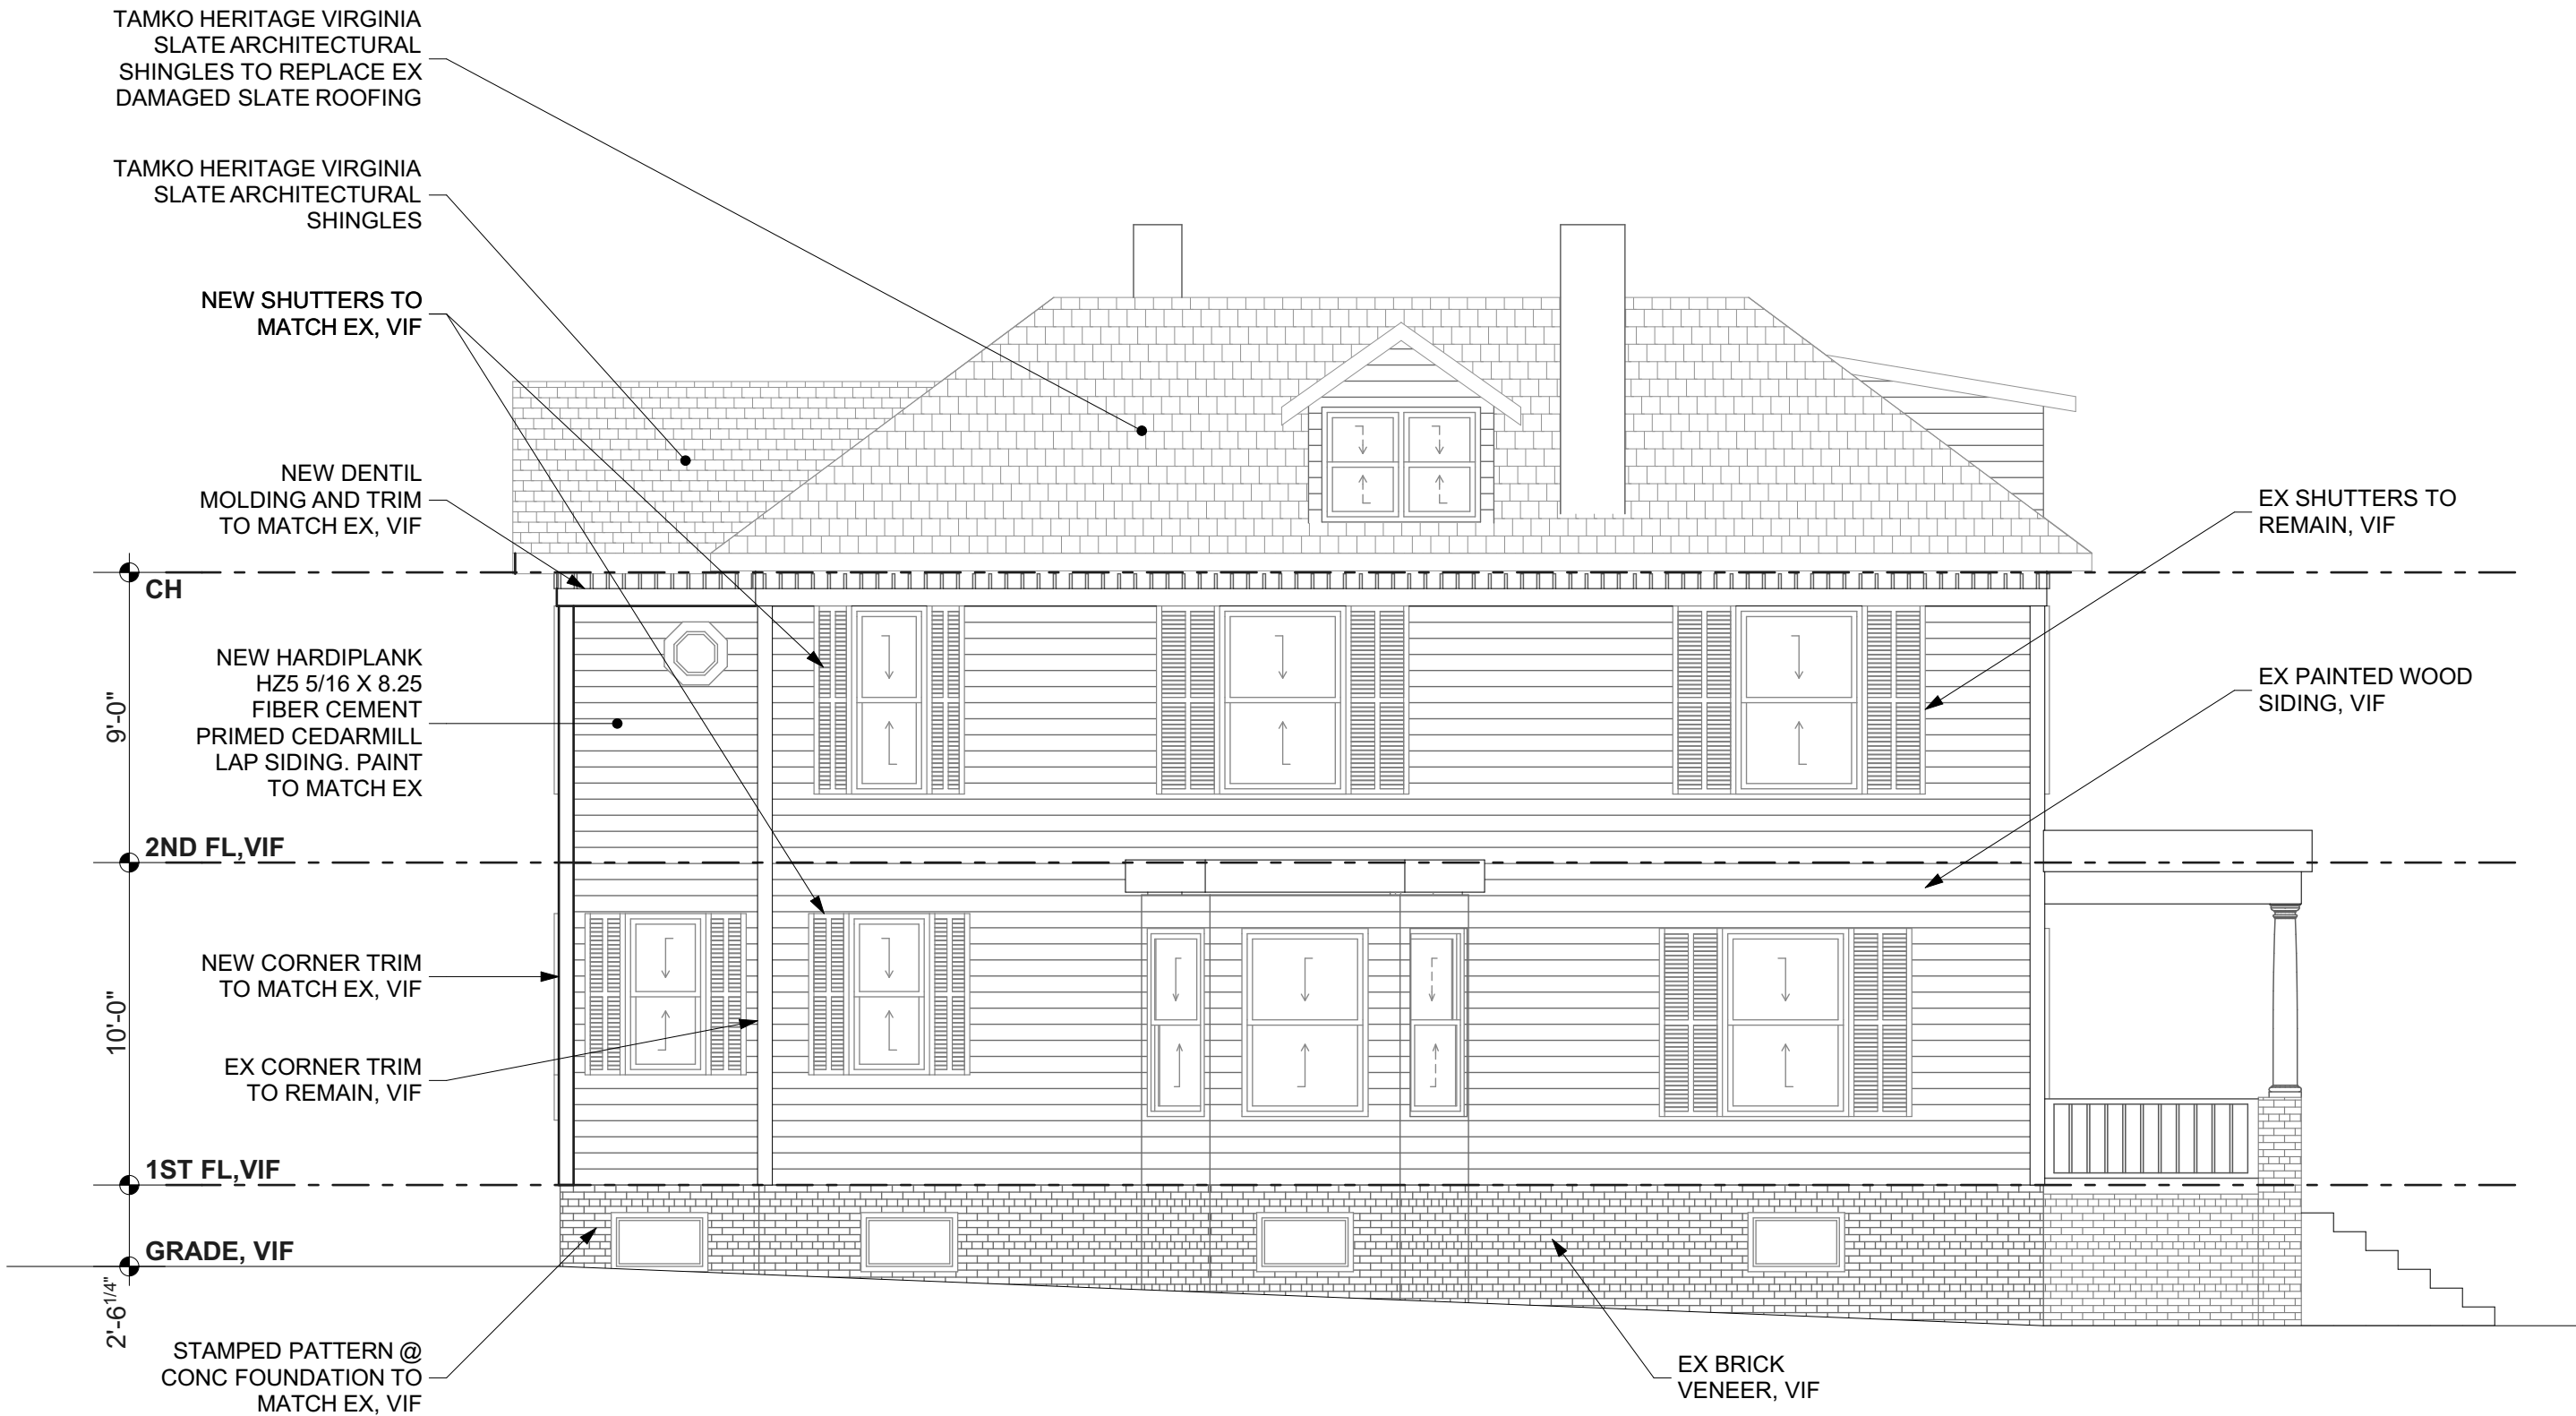 TAMKO HERITAGE VIRGINIA
SLATE ARCHITECTURAL
SHINGLES TO REPLACE EX
DAMAGED SLATE ROOFING
TAMKO HERITAGE VIRGINIA
SLATE ARCHITECTURAL
SHINGLES
NEW SHUTTERS TO
MATCH EX, VIF
NEW DENTIL
MOLDING AND TRIM
TO MATCH EX, VIF
CH
NEW HARDIPLANK
HZ5 5/16 X 8.25
FIBER CEMENT
PRIMED CEDARMILL
LAP SIDING. PAINT
TO MATCH EX
9'-0"
2ND FL,VIF
NEW CORNER TRIM
TO MATCH EX, VIF
10'-0"
EX CORNER TRIM
TO REMAIN, VIF
1ST FL,VIF
GRADE, VIF
2'-6 1/4"
STAMPED PATTERN @
CONC FOUNDATION TO
MATCH EX, VIF
EX SHUTTERS TO
REMAIN, VIF
EX PAINTED WOOD
SIDING, VIF
EX BRICK
VENEER, VIF